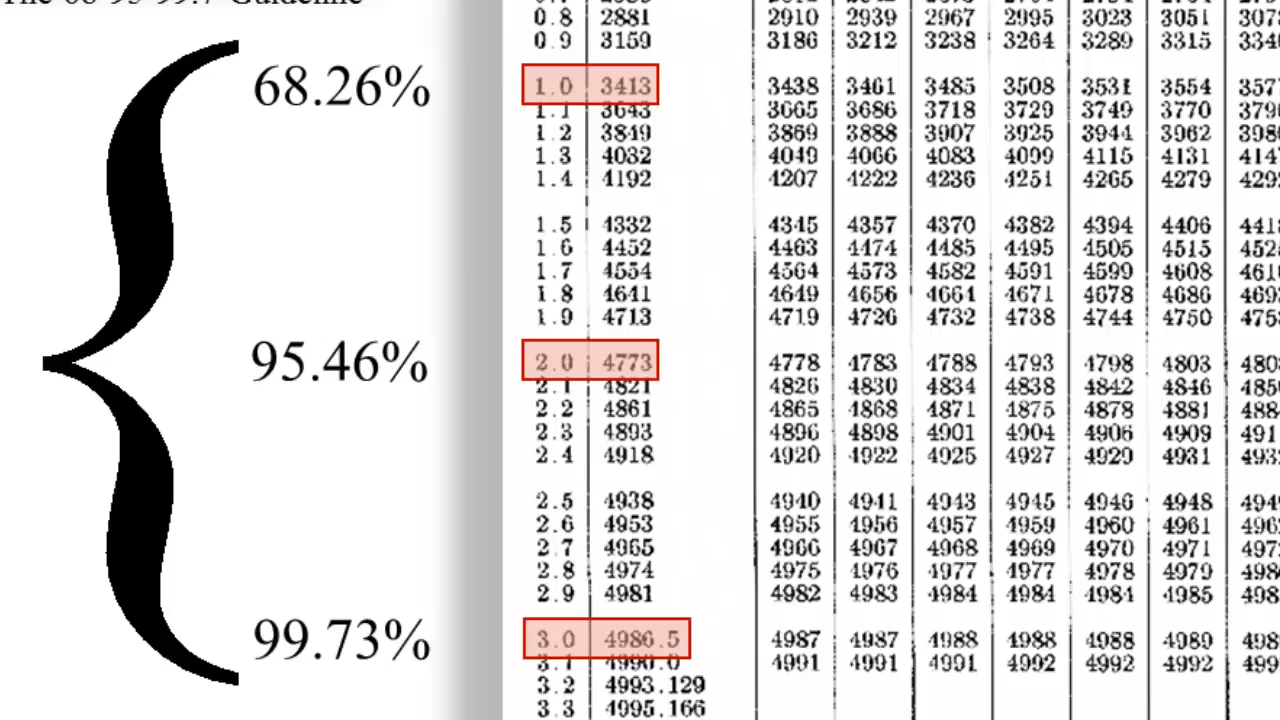 68.26%
95.46%
99.73%
0.8 2881 2910 2939 2967 2995 3023 3051
0.9 3159 3186 3212 3238 3264 3289 3315
1.0 3413 3438 3461 3485 3508 3531 3554
1.1 3643 3665 3686 3718 3729 3749 3770
1.2 3849 3869 3888 3907 3925 3944 3962
1.3 4032 4049 4066 4083 4099 4115 4131
1.4 4192 4207 4222 4236 4251 4265 4279
1.5 4332 4345 4357 4370 4382 4394 4406
1.6 4452 4463 4474 4485 4495 4505 4515
1.7 4554 4564 4573 4582 4591 4599 4608
1.8 4641 4649 4656 4664 4671 4678 4686
1.9 4713 4719 4726 4732 4738 4744 4750
2.0 4773 4778 4783 4788 4793 4798 4803
2.1 4821 4826 4830 4834 4838 4842 4846
2.2 4861 4865 4868 4871 4875 4878 4881
2.3 4893 4896 4898 4901 4904 4906 4909
2.4 4918 4920 4922 4925 4927 4929 4931
2.5 4938 4940 4941 4943 4945 4946 4948
2.6 4953 4955 4956 4957 4959 4960 4961
2.7 4965 4966 4967 4968 4969 4970 4971
2.8 4974 4975 4976 4977 4977 4978 4979
2.9 4981 4982 4983 4984 4984 4984 4985
3.0 4986.5 4987 4987 4988 4988 4988 4989
3.1 4990.0 4991 4991 4991 4992 4992 4992
3.2 4993.129
3.3 4995.166